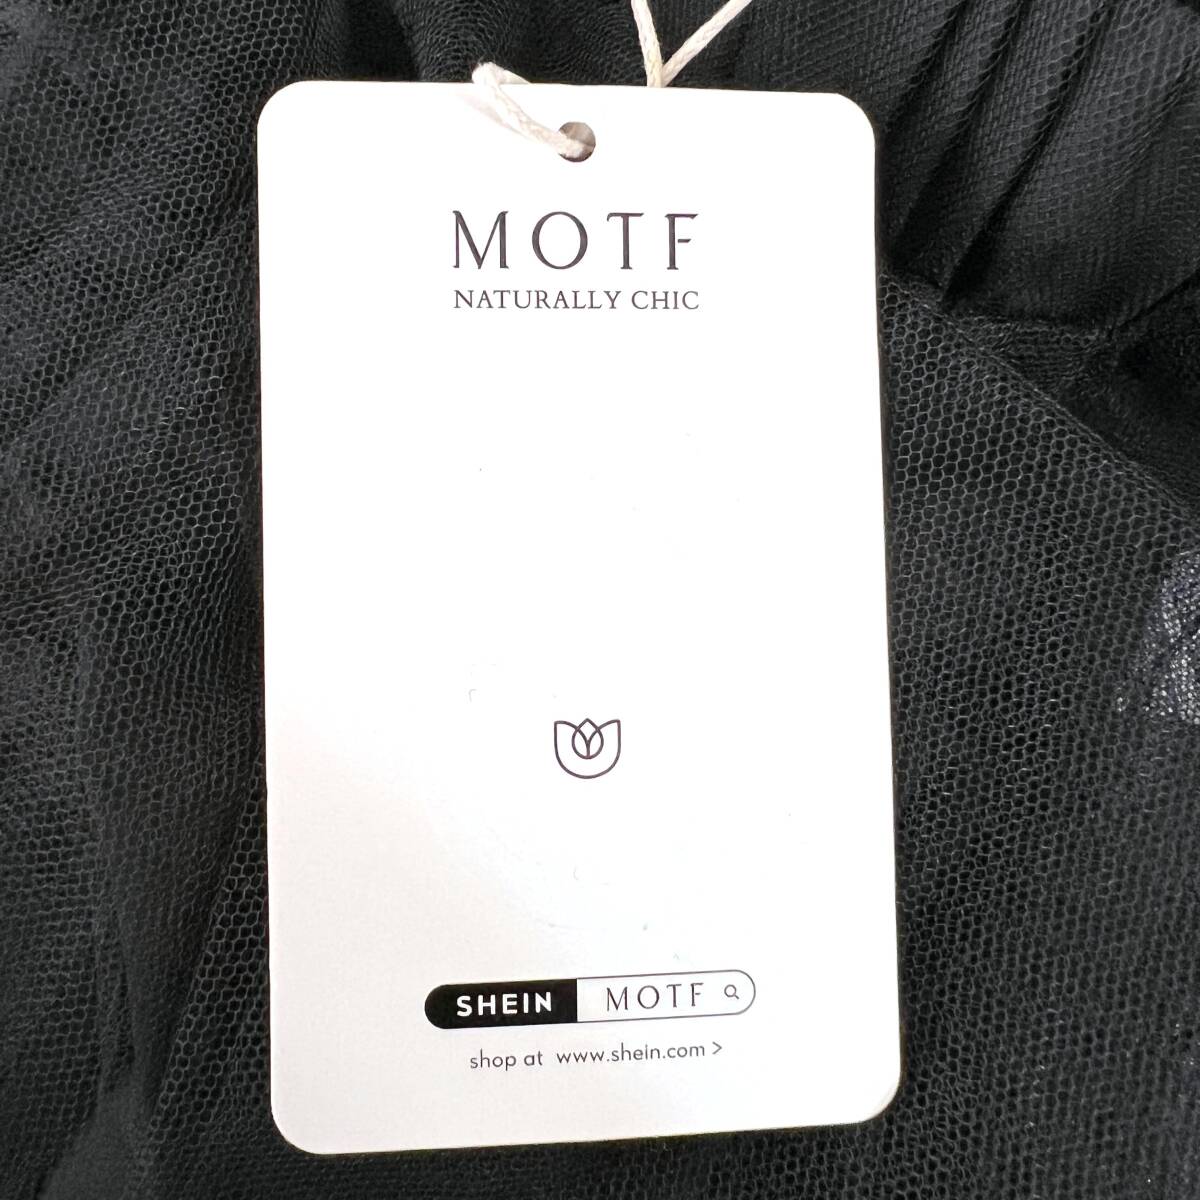 MOTF
NATURALLY CHIC
SHEIN MOTF
shop at www.shein.com >